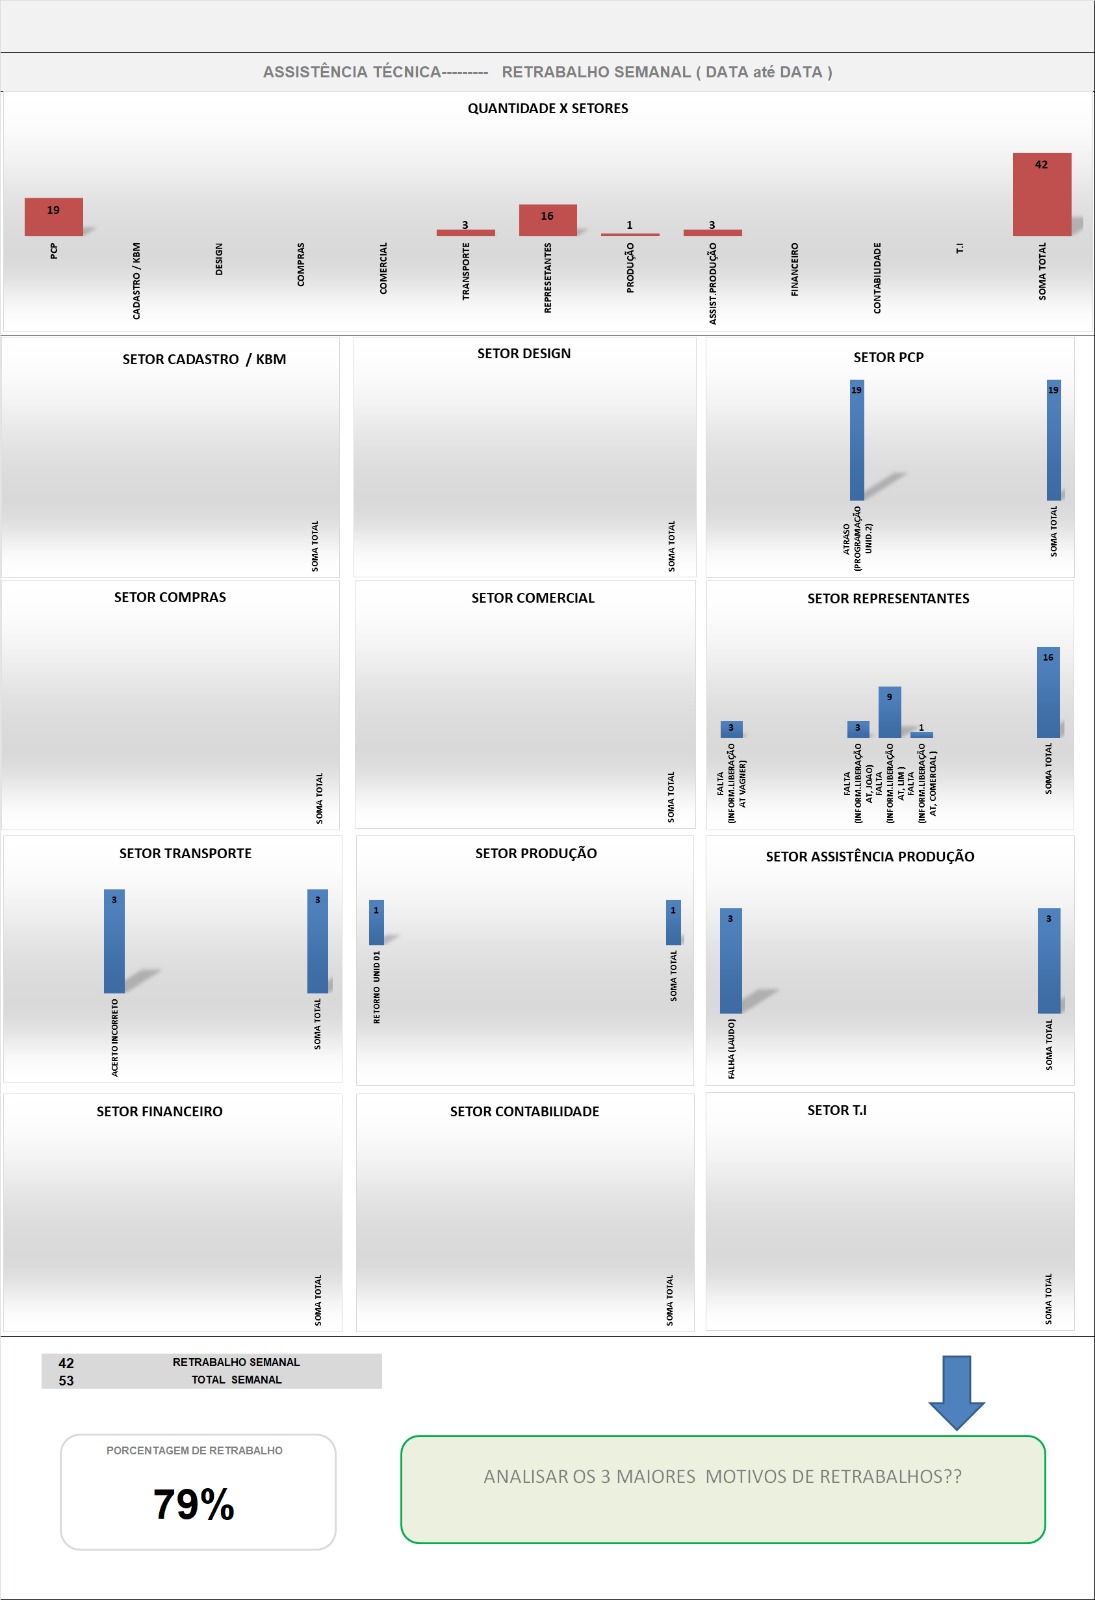 ASSISTÊNCIA TÉCNICA--------- RETRABALHO SEMANAL ( DATA até DATA )
QUANTIDADE X SETORES
19
3
16
1
3
42
PCP
CADASTRO / KBM
DESIGN
COMPRAS
COMERCIAL
TRANSPORTE
REPRESETANTES
PRODUÇÃO
ASSIST.PRODUÇÃO
FINANCEIRO
CONTABILIDADE
T.I
SOMA TOTAL
SETOR CADASTRO / KBM
SOMA TOTAL
SETOR DESIGN
SOMA TOTAL
SETOR PCP
19
19
ATRASO
(PROGRAMAÇÃO
UNID.2)
SOMA TOTAL
SETOR COMPRAS
SOMA TOTAL
SETOR COMERCIAL
SOMA TOTAL
SETOR REPRESENTANTES
3
3
9
1
16
FALTA
(INFORM.LIBERAÇÃO
AT VAGNER)
FALTA
(INFORM.LIBERAÇÃO
AT, JOAO)
FALTA
(INFORM.LIBERAÇÃO
AT, LIM )
FALTA
(INFORM.LIBERAÇÃO
AT, COMERCIAL )
SOMA TOTAL
SETOR TRANSPORTE
3
3
ACERTO INCORRETO
SOMA TOTAL
SETOR PRODUÇÃO
1
1
RETORNO UNID 01
SOMA TOTAL
SETOR ASSISTÊNCIA PRODUÇÃO
3
3
FALHA (LAUDO)
SOMA TOTAL
SETOR FINANCEIRO
SOMA TOTAL
SETOR CONTABILIDADE
SOMA TOTAL
SETOR T.I
SOMA TOTAL
42 RETRABALHO SEMANAL
53 TOTAL SEMANAL
PORCENTAGEM DE RETRABALHO
79%
ANALISAR OS 3 MAIORES MOTIVOS DE RETRABALHOS??